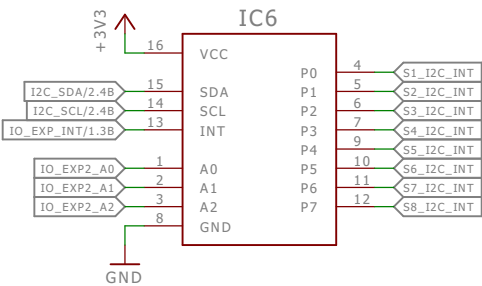 IC6
+3V3
16 VCC
P0 4 S1_I2C_INT
I2C_SDA/2.4B 15 SDA P1 5 S2_I2C_INT
I2C_SCL/2.4B 14 SCL P2 6 S3_I2C_INT
IO_EXP_INT/1.3B 13 INT P3 7 S4_I2C_INT
P4 9 S5_I2C_INT
IO_EXP2_A0 1 A0 P5 10 S6_I2C_INT
IO_EXP2_A1 2 A1 P6 11 S7_I2C_INT
IO_EXP2_A2 3 A2 P7 12 S8_I2C_INT
8 GND
GND